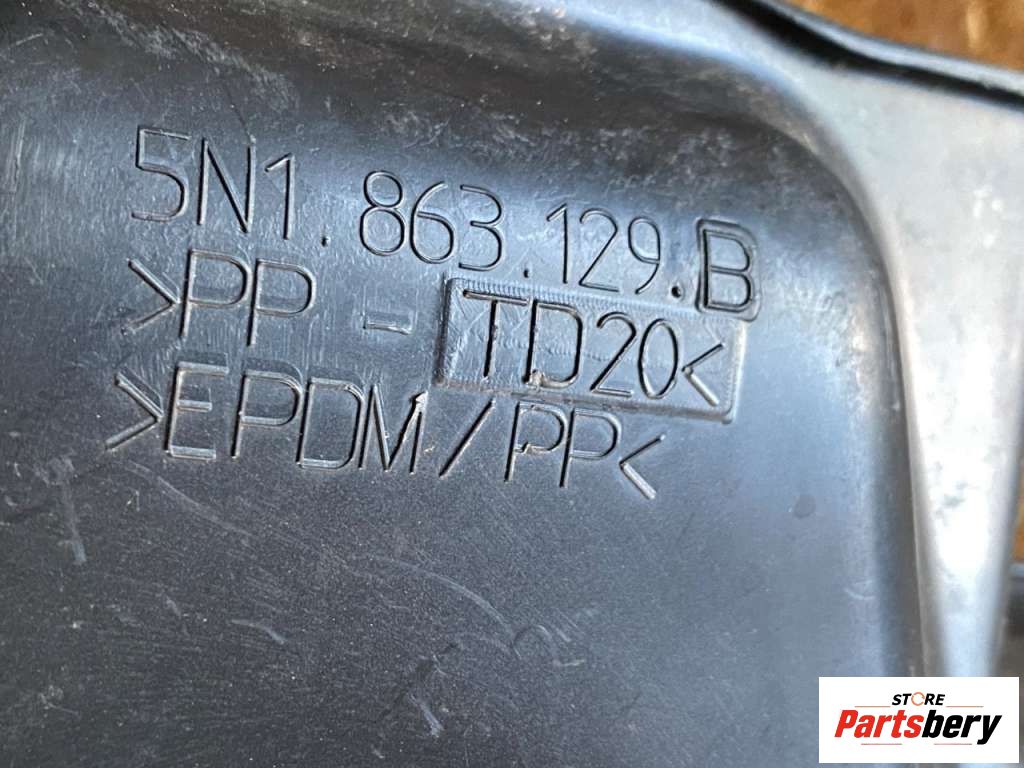 5N1.863.129.B
>PP-TD20<
>EPDM/PP<
STORE
Partsbery